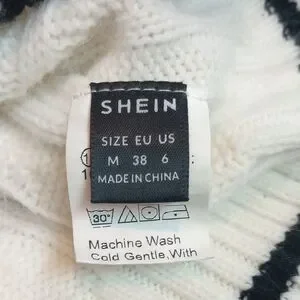 SHEIN
SIZE EU US
M 38 6
MADE IN CHINA
30°
Machine Wash
Cold Gentle,With